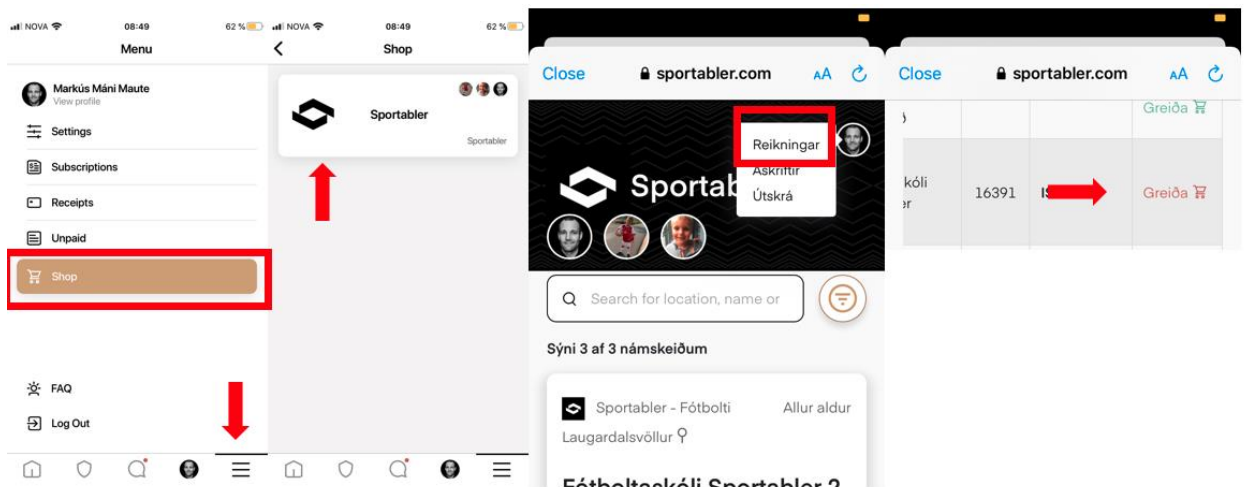 NOVA 08:49 62 %
Menu
Markús Máni Maute
View profile
Settings
Subscriptions
Receipts
Unpaid
Shop
FAQ
Log Out
NOVA 08:49 62 %
Shop
Sportabler
Sportabler
Close sportabler.com AA
Reikningar
Áskriftir
Útskrá
Search for location, name or
Sýni 3 af 3 námskeiðum
Sportabler - Fótbolti Allur aldur
Laugardalsvöllur
Fótboltaskóli Sportabler 2
Close sportabler.com AA
Greiða
kóli
er
16391
Greiða